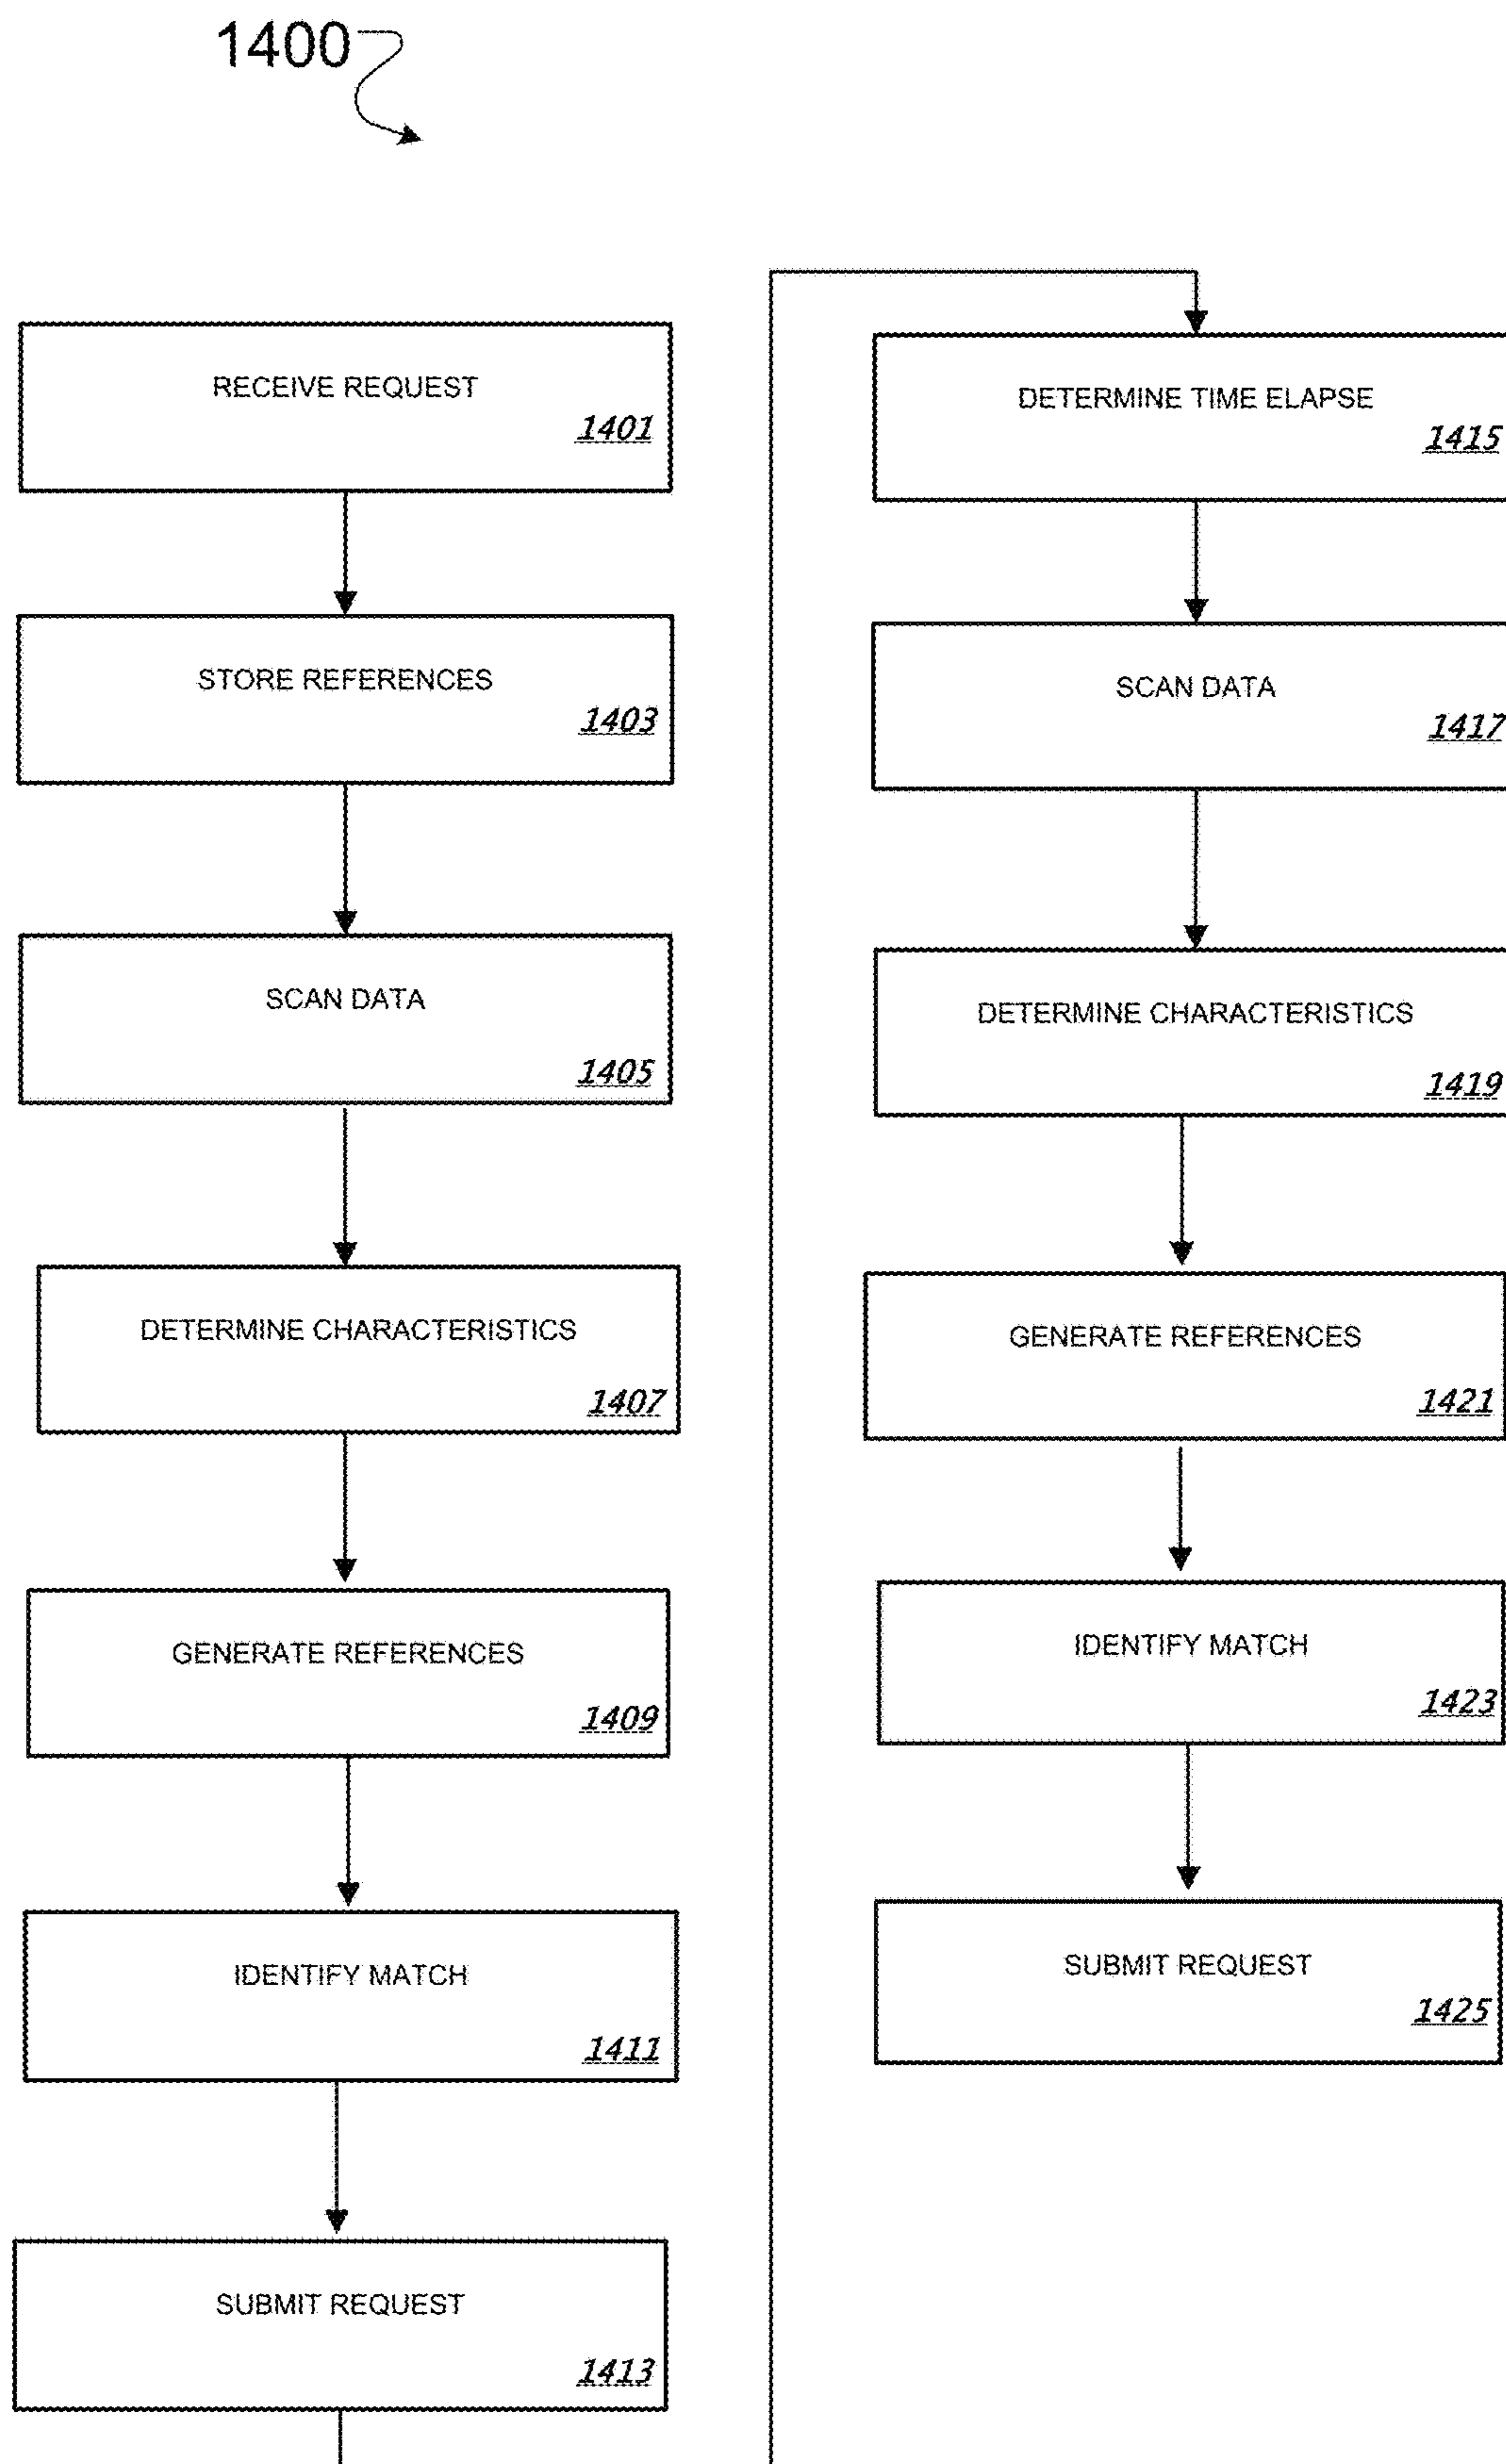 1400
RECEIVE REQUEST
1401
STORE REFERENCES
1403
SCAN DATA
1405
DETERMINE CHARACTERISTICS
1407
GENERATE REFERENCES
1409
IDENTIFY MATCH
1411
SUBMIT REQUEST
1413
DETERMINE TIME ELAPSE
1415
SCAN DATA
1417
DETERMINE CHARACTERISTICS
1419
GENERATE REFERENCES
1421
IDENTIFY MATCH
1423
SUBMIT REQUEST
1425